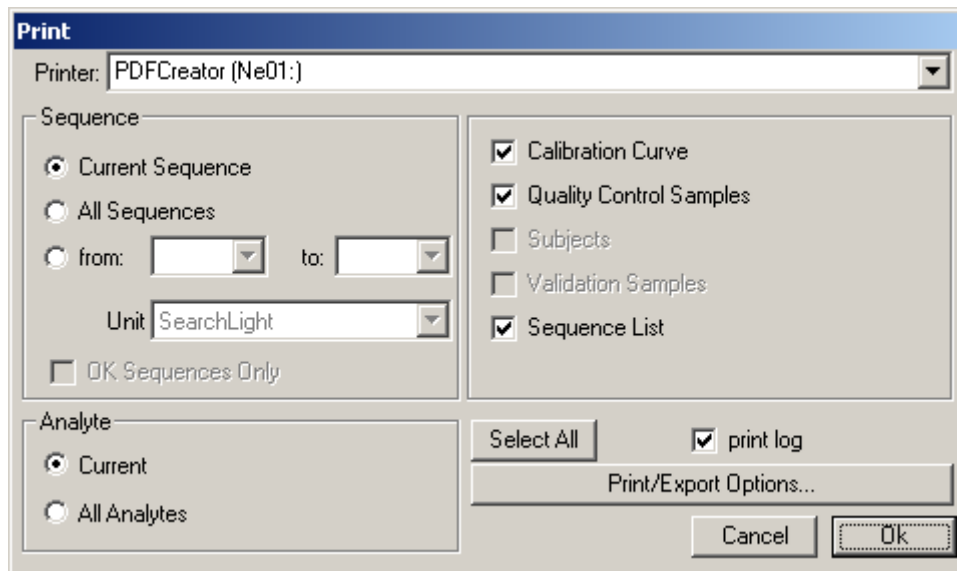 Print
Printer: PDFCreator (Ne01:)
Sequence
Current Sequence
All Sequences
from: to:
Unit SearchLight
OK Sequences Only
Calibration Curve
Quality Control Samples
Subjects
Validation Samples
Sequence List
Analyte
Current
All Analytes
Select All print log
Print/Export Options...
Cancel Ok